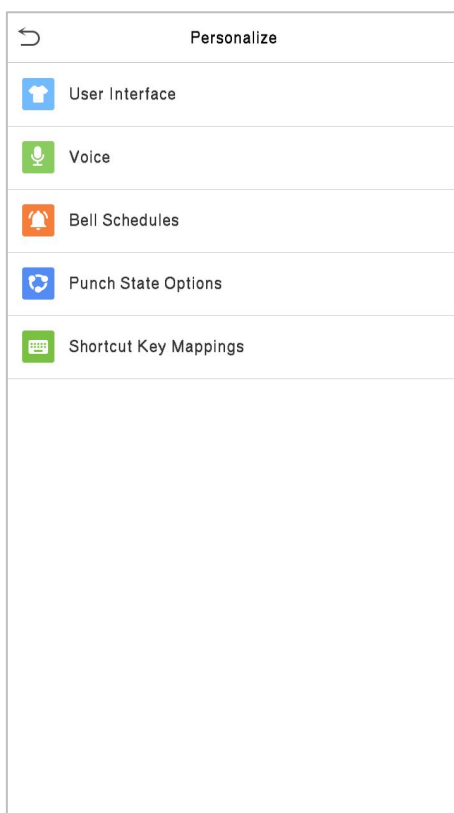 Personalize
User Interface
Voice
Bell Schedules
Punch State Options
Shortcut Key Mappings